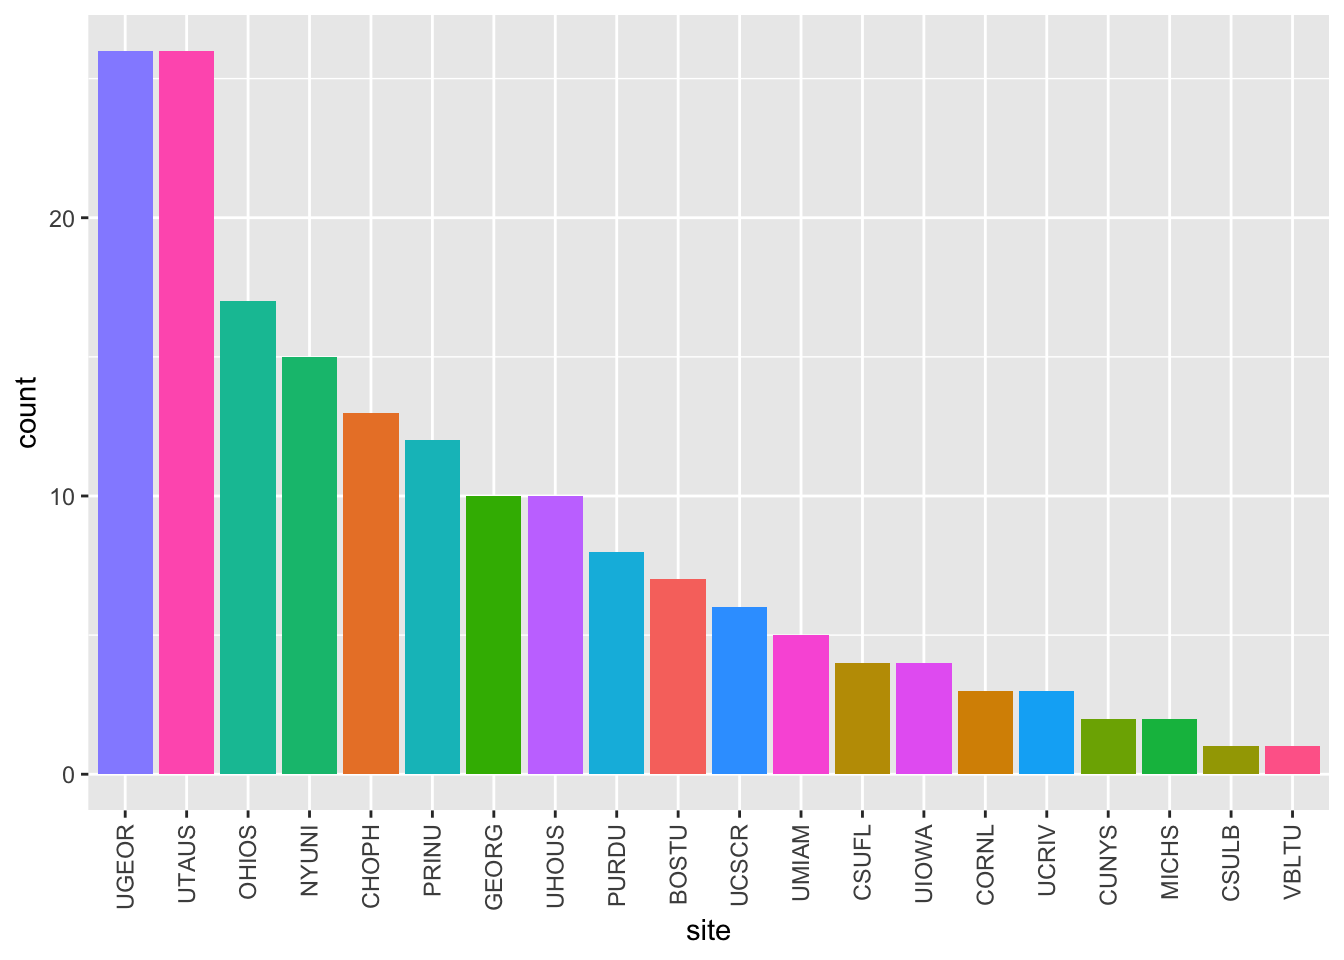 count
20
10
0
UGEOR
UTAUS
OHIOS
NYUNI
CHOPH
PRINU
GEORG
UHOUS
PURDU
BOSTU
UCSCR
UMIAM
CSUFL
UIOWA
CORNL
UCRIV
CUNYS
MICHS
CSULB
VBLTU
site